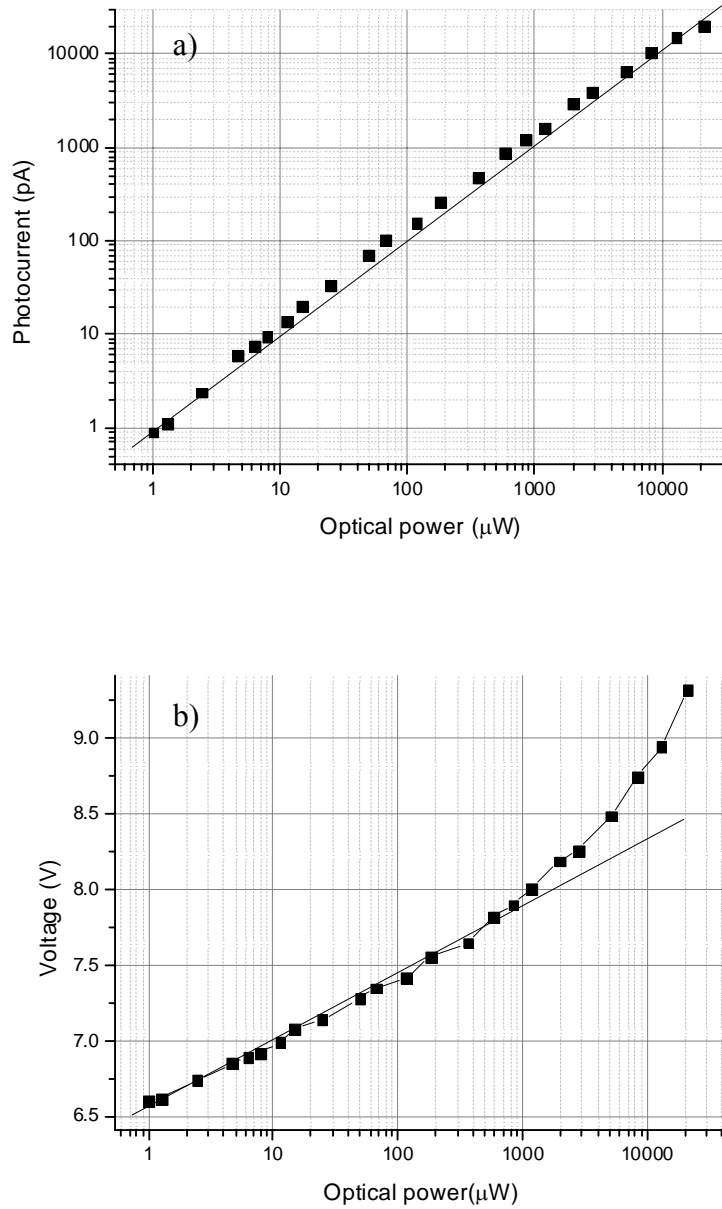 a)
10000
1000
100
10
1
Photocurrent (pA)
1 10 100 1000 10000
Optical power (μW)
b)
9.0
8.5
8.0
7.5
7.0
6.5
Voltage (V)
1 10 100 1000 10000
Optical power(μW)